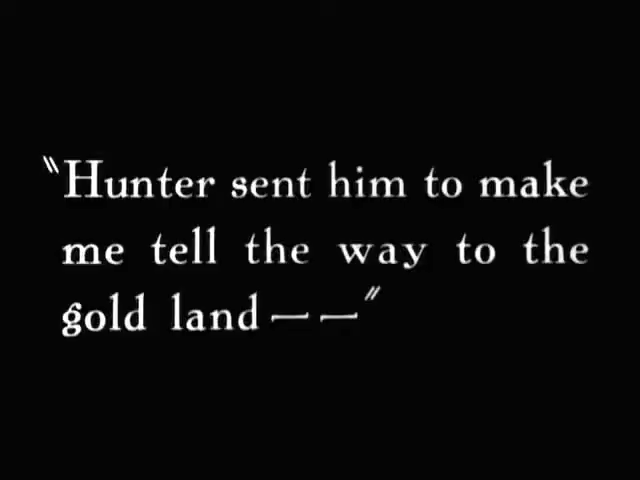 "Hunter sent him to make
me tell the way to the
gold land — —"